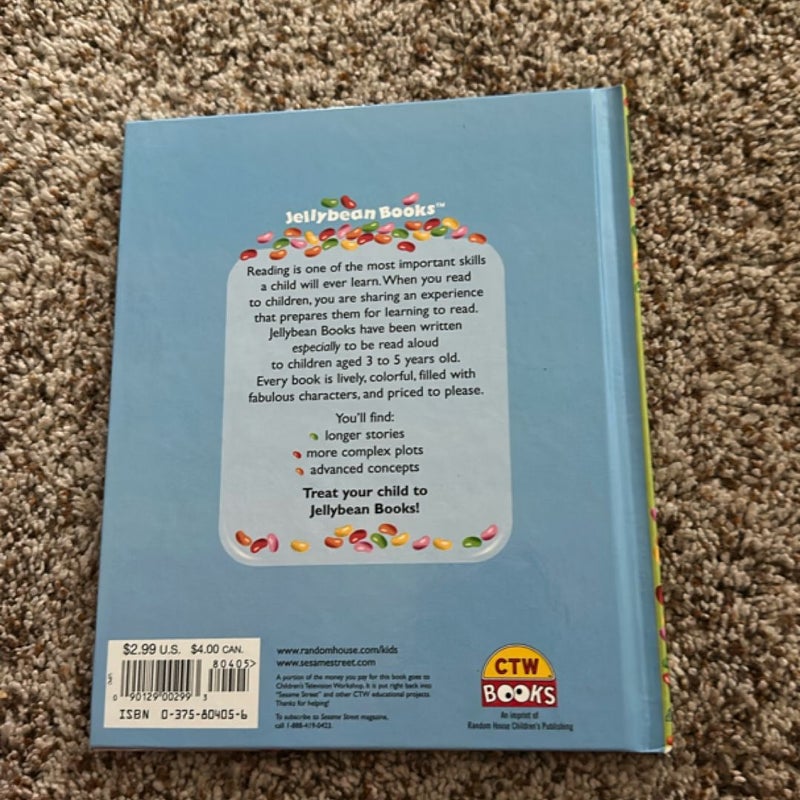 Jellybean Books™
Reading is one of the most important skills
a child will ever learn. When you read
to children, you are sharing an experience
that prepares them for learning to read.
Jellybean Books have been written
especially to be read aloud
to children aged 3 to 5 years old.
Every book is lively, colorful, filled with
fabulous characters, and priced to please.
You'll find:
longer stories
more complex plots
advanced concepts
Treat your child to
Jellybean Books!
$2.99 U.S. $4.00 CAN.
80405>
0 90129 00299 3
ISBN 0-375-80405-6
www.randomhouse.com/kids
www.sesamestreet.com
A portion of the money you pay for this book goes to
Children's Television Workshop. It is put right back into
"Sesame Street" and other CTW educational projects.
Thanks for helping!
To subscribe to Sesame Street magazine,
call 1-888-419-0423.
CTW
BOOKS
An imprint of
Random House Children's Publishing